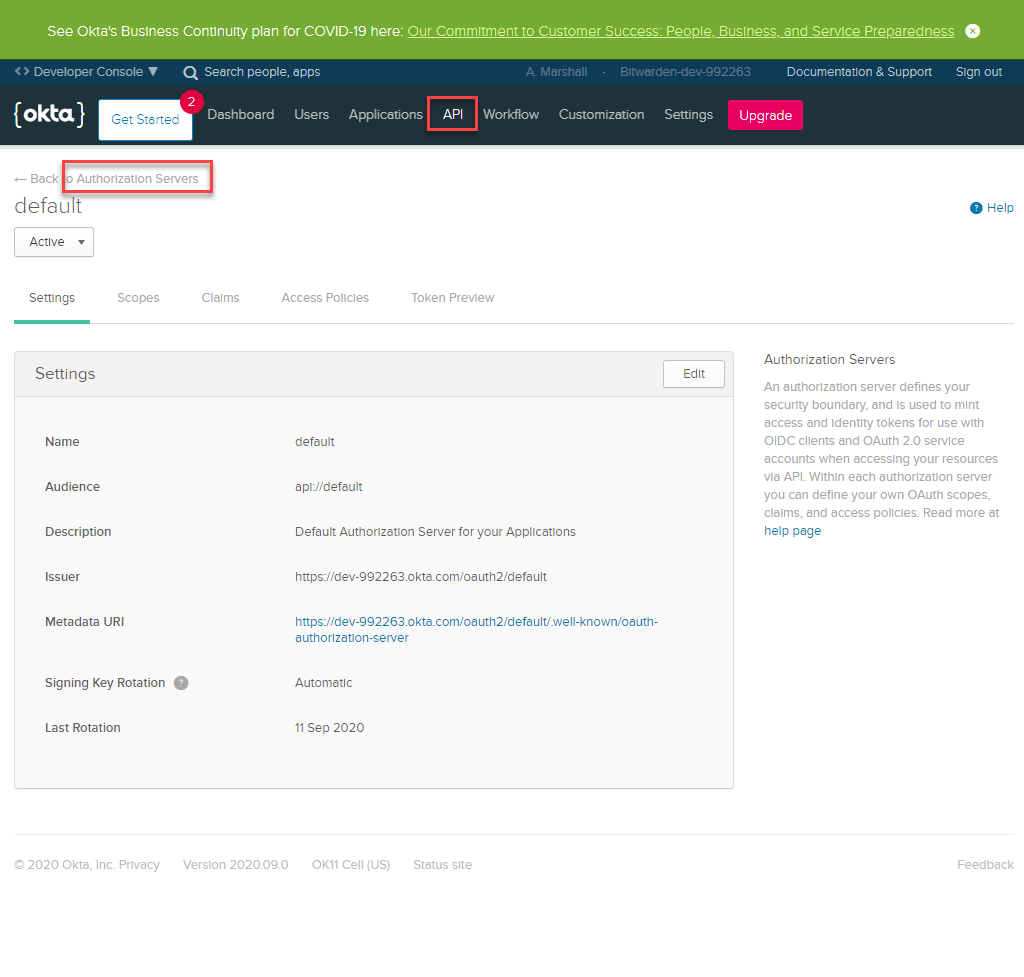 See Okta's Business Continuity plan for COVID-19 here: Our Commitment to Customer Success: People, Business, and Service Preparedness
<> Developer Console ▼ Search people, apps A. Marshall · Bitwarden-dev-992263 Documentation & Support Sign out
{okta} Get Started 2 Dashboard Users Applications API Workflow Customization Settings Upgrade
← Back to Authorization Servers
default
? Help
Active ▼
Settings Claims Scopes Access Policies Token Preview
Settings Edit
Name default
Audience api://default
Description Default Authorization Server for your Applications
Issuer https://dev-992263.okta.com/oauth2/default
Metadata URI https://dev-992263.okta.com/oauth2/default/.well-known/oauth-
authorization-server
Signing Key Rotation ? Automatic
Last Rotation 11 Sep 2020
Authorization Servers
An authorization server defines your
security boundary, and is used to mint
access and identity tokens for use with
OIDC clients and OAuth 2.0 service
accounts when accessing your resources
via API. Within each authorization server
you can define your own OAuth scopes,
claims, and access policies. Read more at
help page
© 2020 Okta, Inc. Privacy Version 2020.09.0 OK11 Cell (US) Status site Feedback